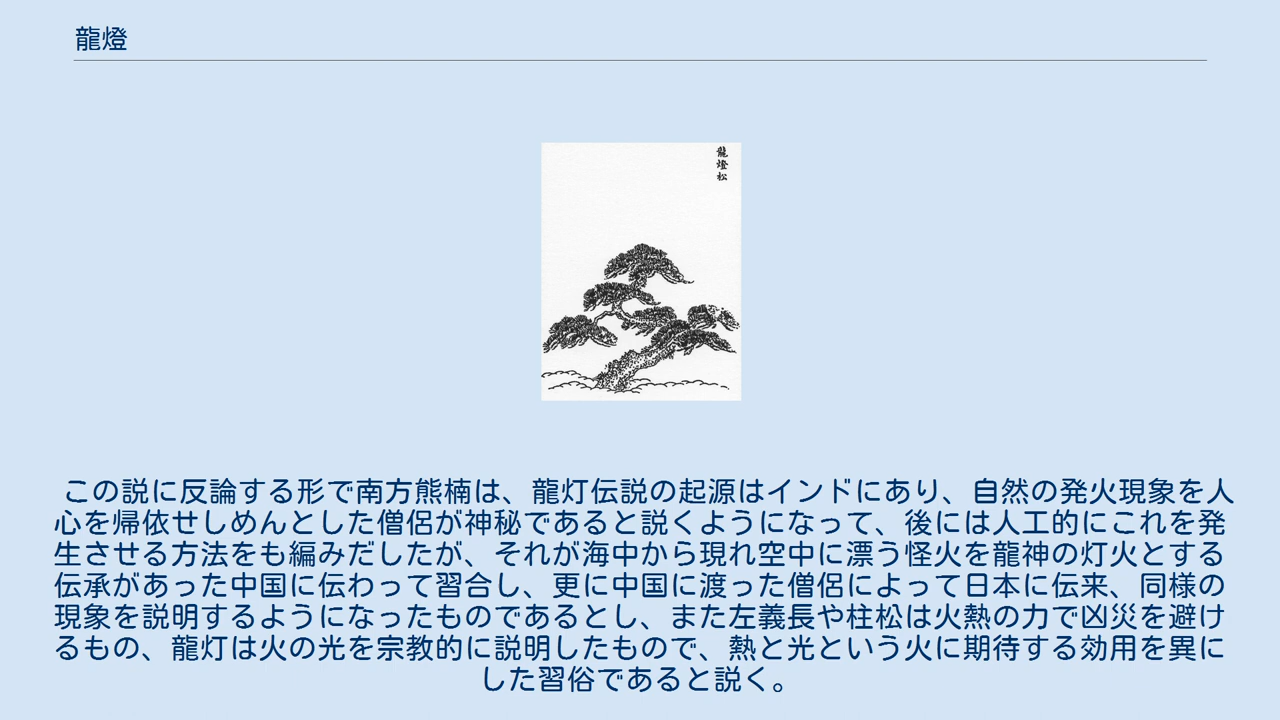 龍燈
龍燈松
この説に反論する形で南方熊楠は、龍灯伝説の起源はインドにあり、自然の発火現象を人
心を帰依せしめんとした僧侶が神秘であると説くようになって、後には人工的にこれを発
生させる方法をも編みだしたが、それが海中から現れ空中に漂う怪火を龍神の灯火とする
伝承があった中国に伝わって習合し、更に中国に渡った僧侶によって日本に伝来、同様の
現象を説明するようになったものであるとし、また左義長や柱松は火熱の力で凶災を避け
るもの、龍灯は火の光を宗教的に説明したもので、熱と光という火に期待する効用を異に
した習俗であると説く。